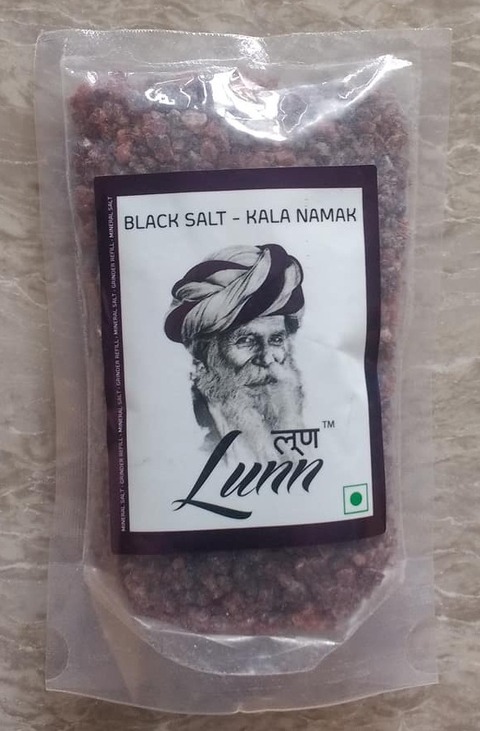 BLACK SALT - KALA NAMAK
लूण
TM
Lunn
MINERAL SALT - GRINDER REFILL - MINERAL SALT - GRINDER REFILL - MINERAL SALT - GRINDER REFILL - MINERAL SALT